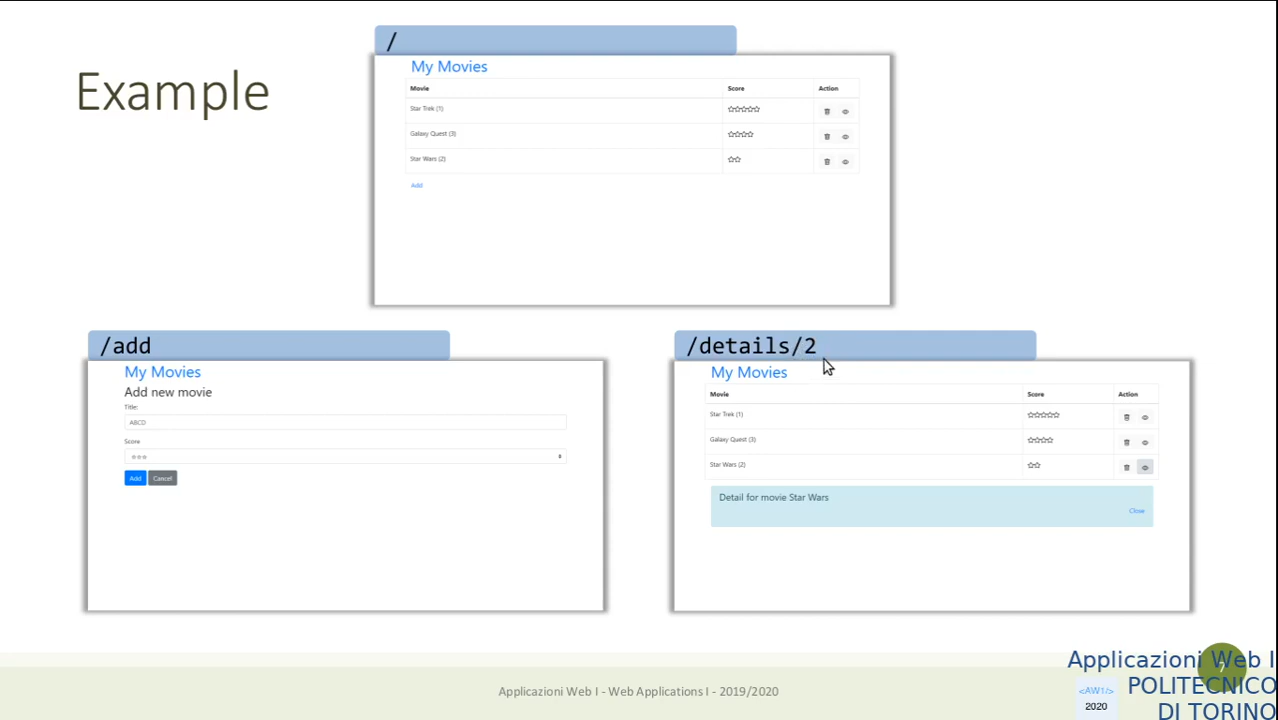 Example
/
My Movies
Movie Score Action
Star Trek (1)
Galaxy Quest (3)
Star Wars (2)
Add
/add
My Movies
Add new movie
Title:
ABCD
Score
☆☆☆
Add Cancel
/details/2
My Movies
Movie Score Action
Star Trek (1)
Galaxy Quest (3)
Star Wars (2)
Detail for movie Star Wars
Close
Applicazioni Web I - Web Applications I - 2019/2020
7
Applicazioni Web I
POLITECNICO
DI TORINO
<AW1/>
2020